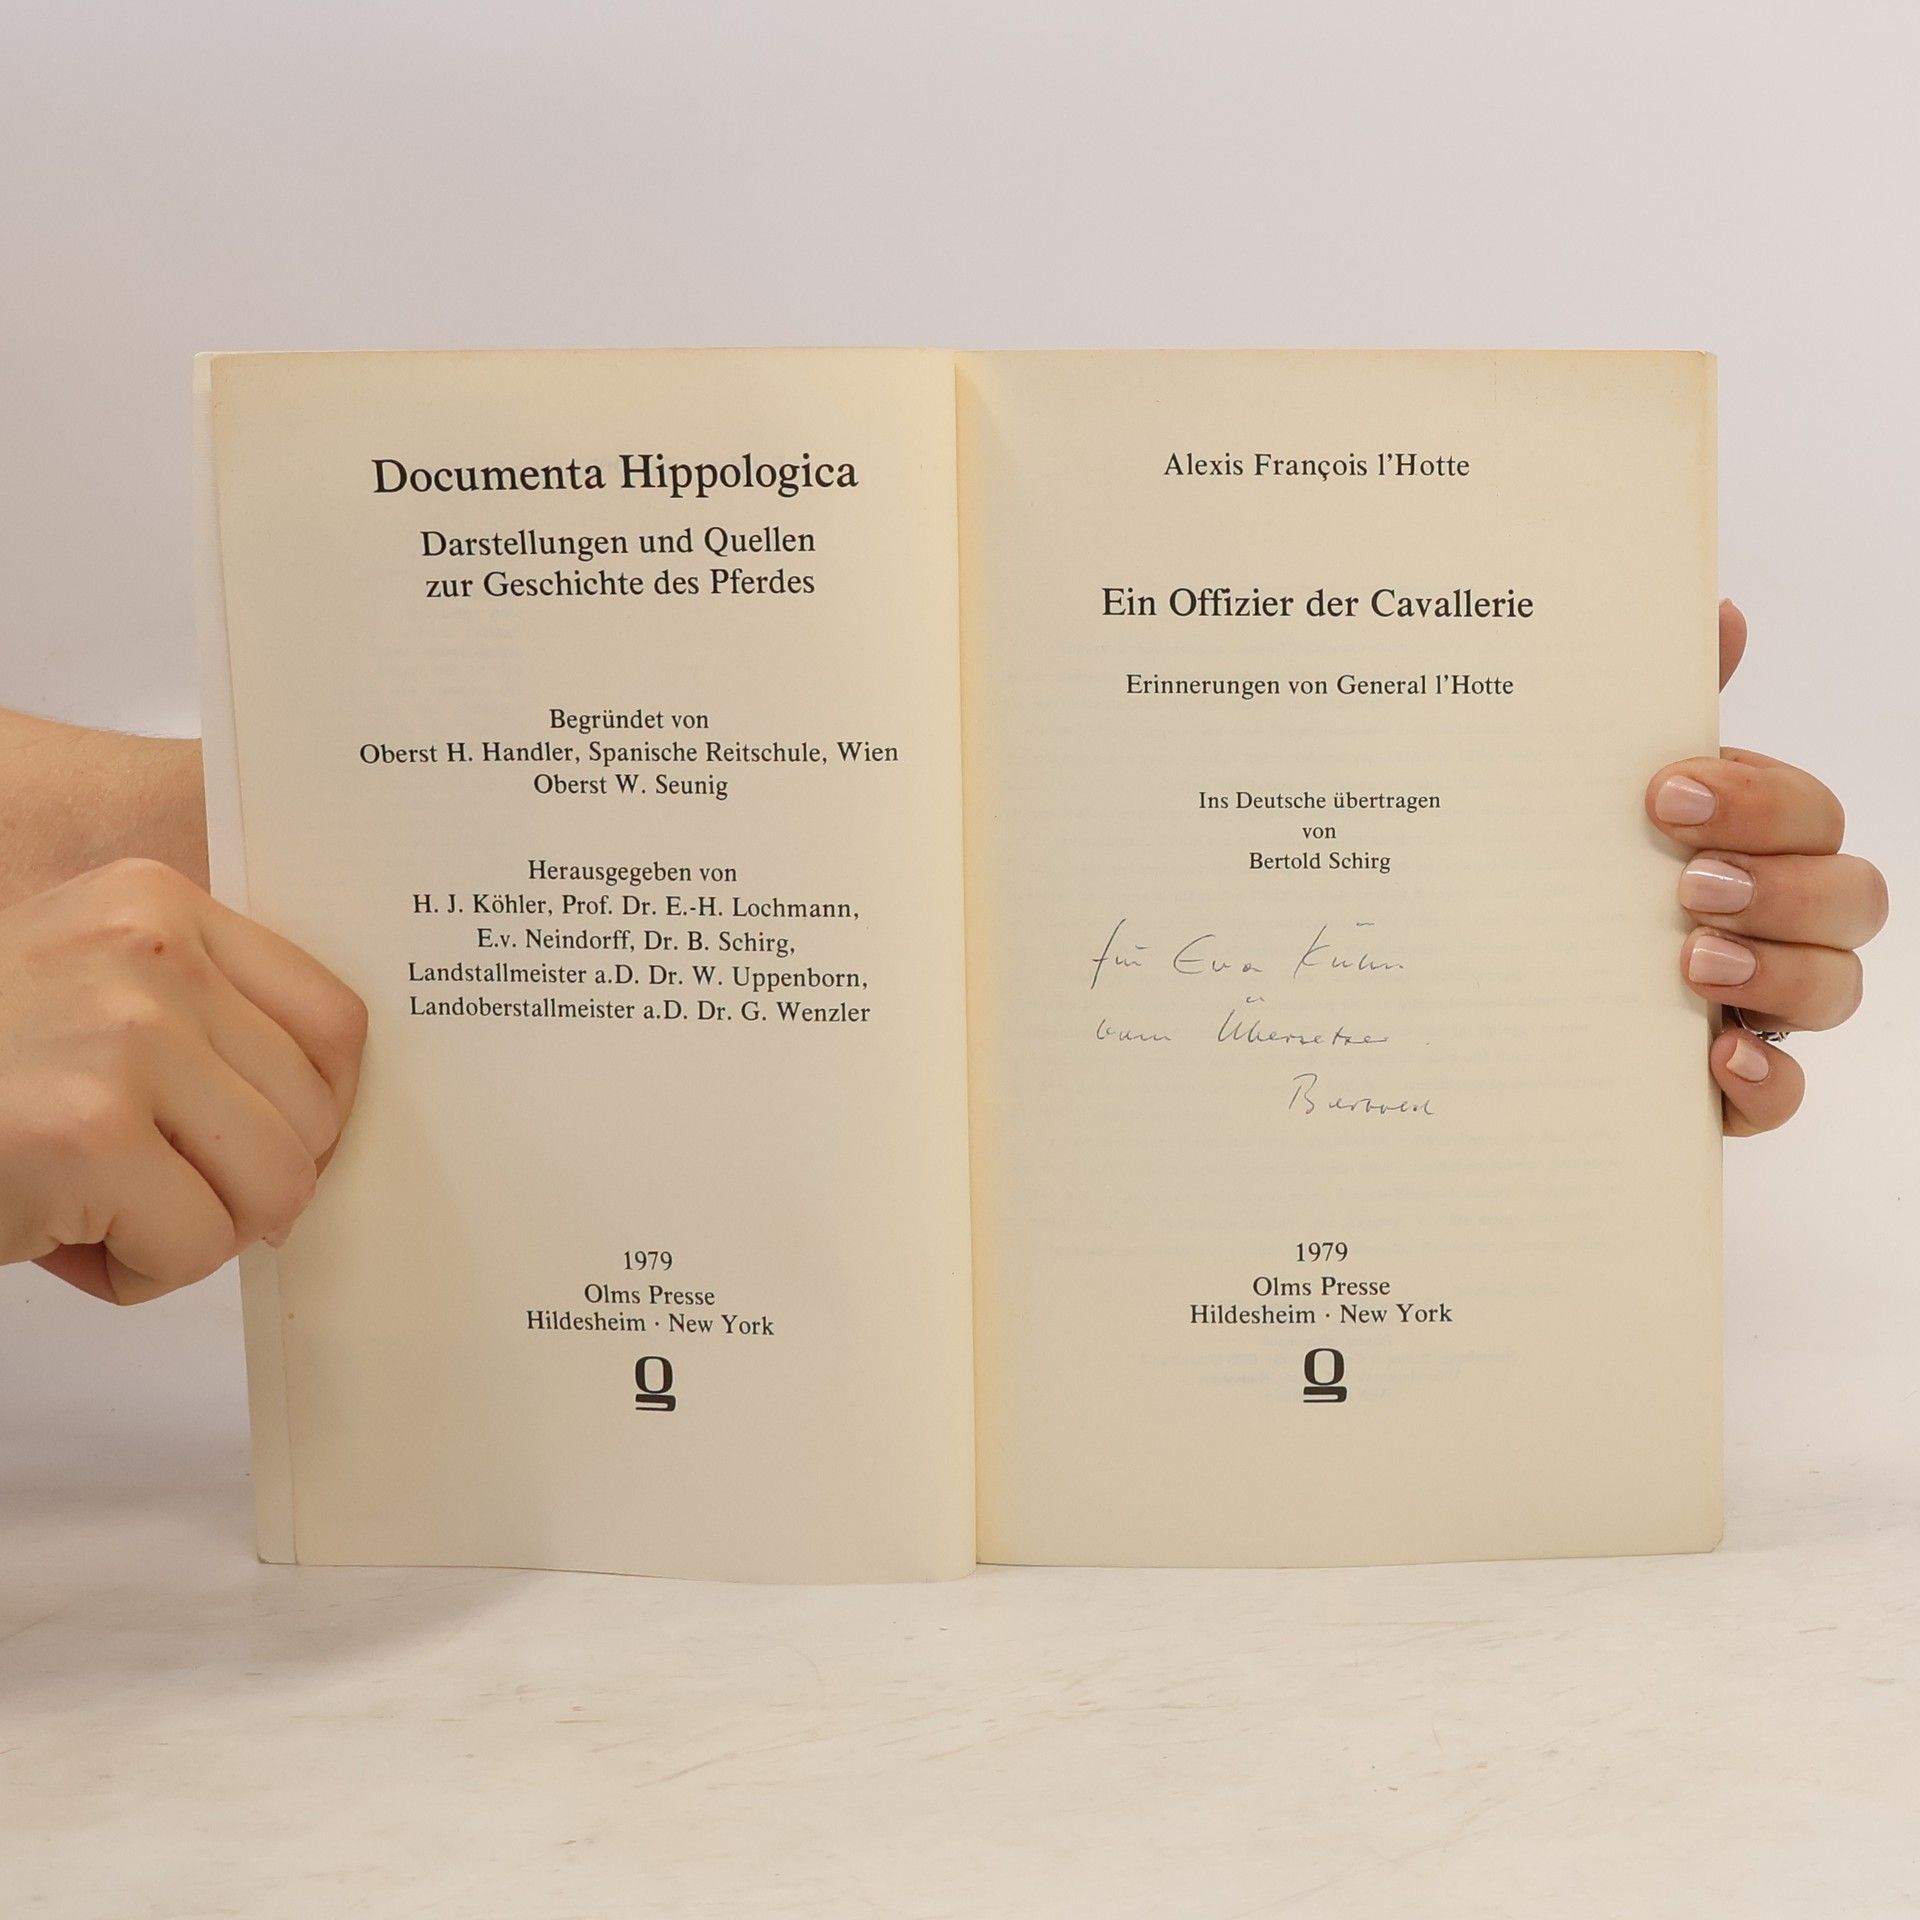 Documenta Hippologica
Darstellungen und Quellen
zur Geschichte des Pferdes
Begründet von
Oberst H. Handler, Spanische Reitschule, Wien
Oberst W. Seunig
Herausgegeben von
H. J. Köhler, Prof. Dr. E.-H. Lochmann,
E.v. Neindorff, Dr. B. Schirg,
Landstallmeister a.D. Dr. W. Uppenborn,
Landoberstallmeister a.D. Dr. G. Wenzler
1979
Olms Presse
Hildesheim · New York
Alexis François l'Hotte
Ein Offizier der Cavallerie
Erinnerungen von General l'Hotte
Ins Deutsche übertragen
von
Bertold Schirg
für Eva Kühn
vom Übersetzer
1979
Olms Presse
Hildesheim · New York